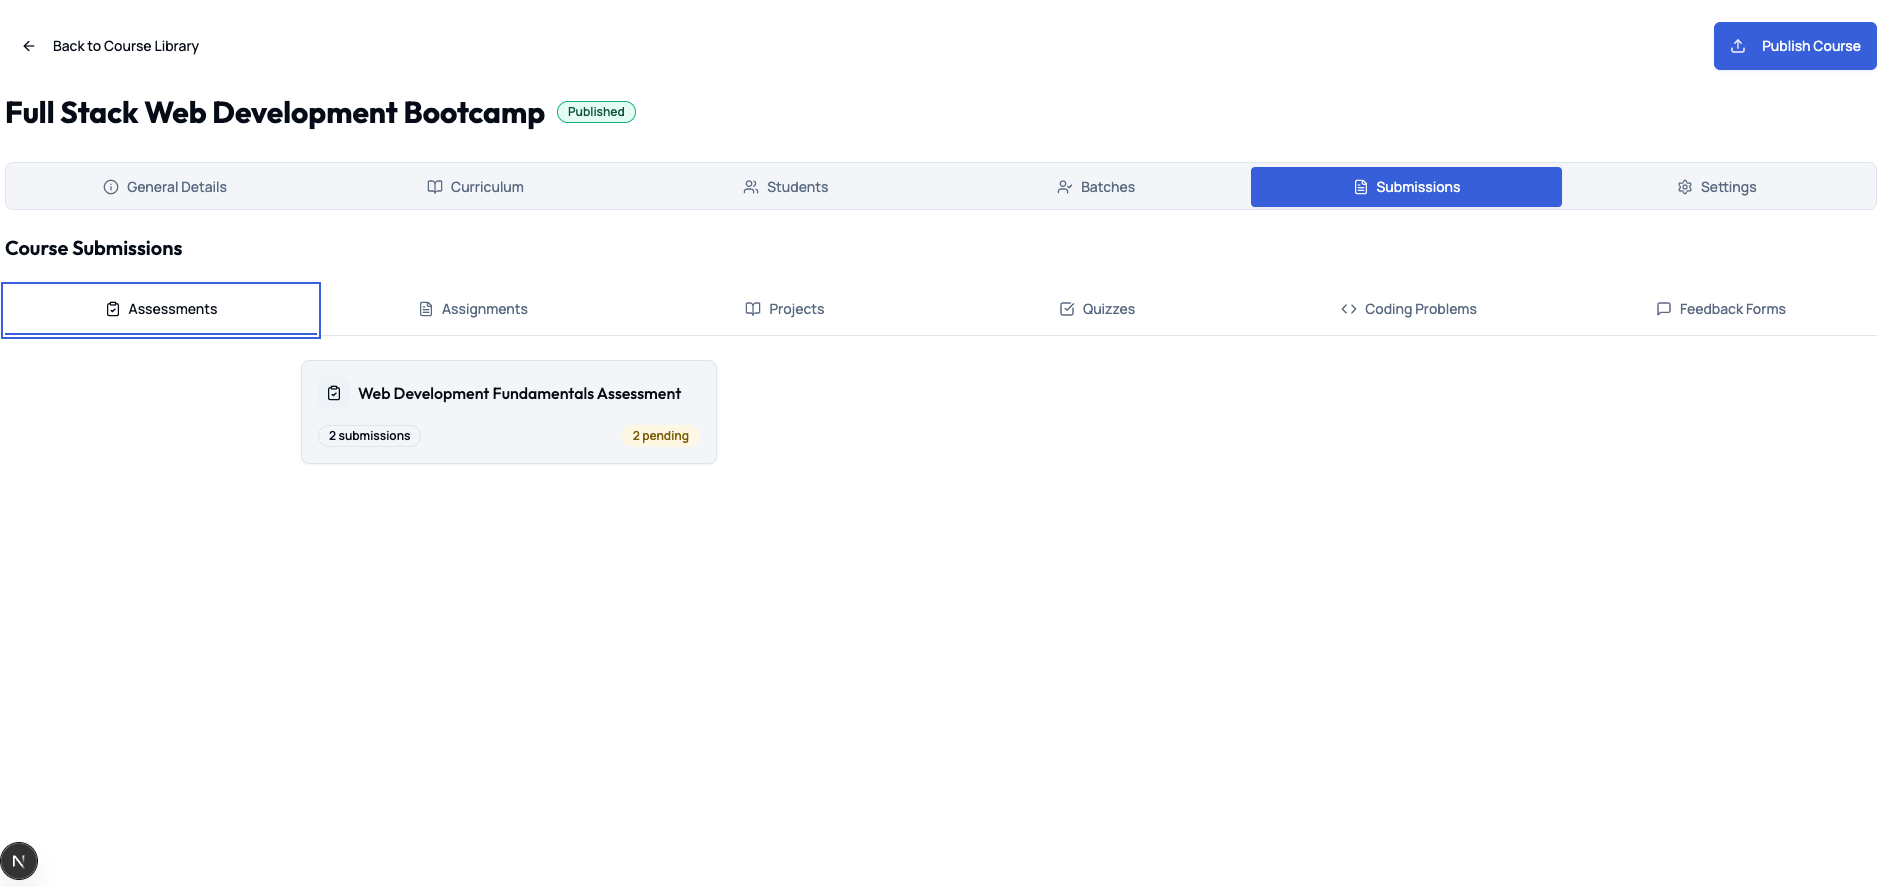 Back to Course Library
Publish Course
Full Stack Web Development Bootcamp
Published
General Details
Curriculum
Students
Batches
Submissions
Settings
Course Submissions
Assessments
Assignments
Projects
Quizzes
Coding Problems
Feedback Forms
Web Development Fundamentals Assessment
2 submissions
2 pending
N